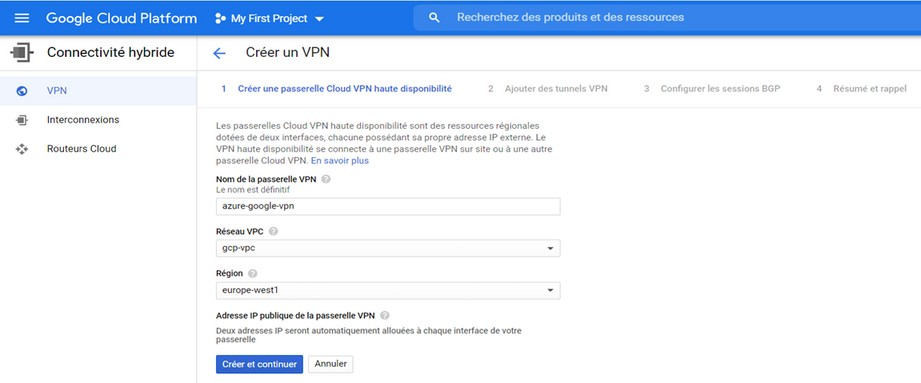 Google Cloud Platform
My First Project
Recherchez des produits et des ressources
Connectivité hybride
Créer un VPN
VPN
Interconnexions
Routeurs Cloud
1 Créer une passerelle Cloud VPN haute disponibilité
2 Ajouter des tunnels VPN
3 Configurer les sessions BGP
4 Résumé et rappel
Les passerelles Cloud VPN haute disponibilité sont des ressources régionales
dotées de deux interfaces, chacune possédant sa propre adresse IP externe. Le
VPN haute disponibilité se connecte à une passerelle VPN sur site ou à une autre
passerelle Cloud VPN. En savoir plus
Nom de la passerelle VPN ?
Le nom est définitif
azure-google-vpn
Réseau VPC ?
gcp-vpc
Région ?
europe-west1
Adresse IP publique de la passerelle VPN ?
Deux adresses IP seront automatiquement allouées à chaque interface de votre
passerelle
Créer et continuer
Annuler